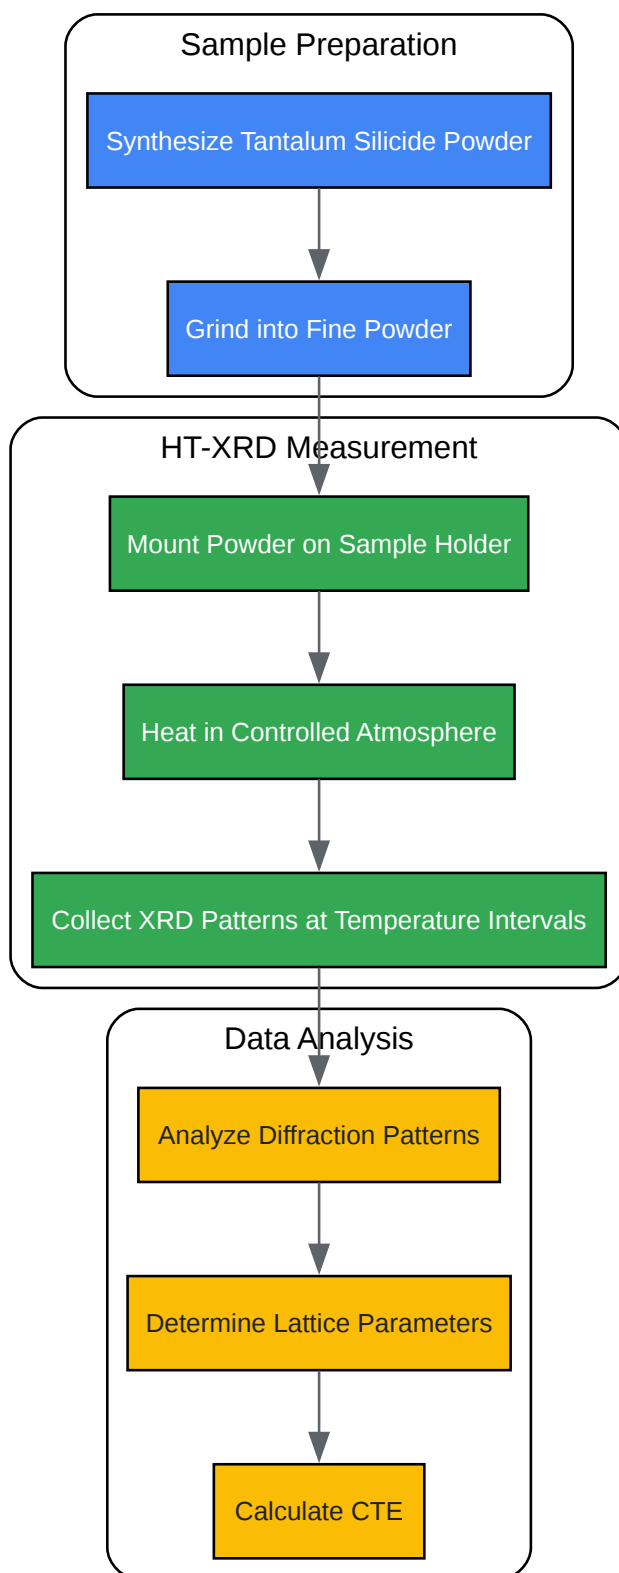 Sample Preparation
Synthesize Tantalum Silicide Powder
Grind into Fine Powder
HT-XRD Measurement
Mount Powder on Sample Holder
Heat in Controlled Atmosphere
Collect XRD Patterns at Temperature Intervals
Data Analysis
Analyze Diffraction Patterns
Determine Lattice Parameters
Calculate CTE